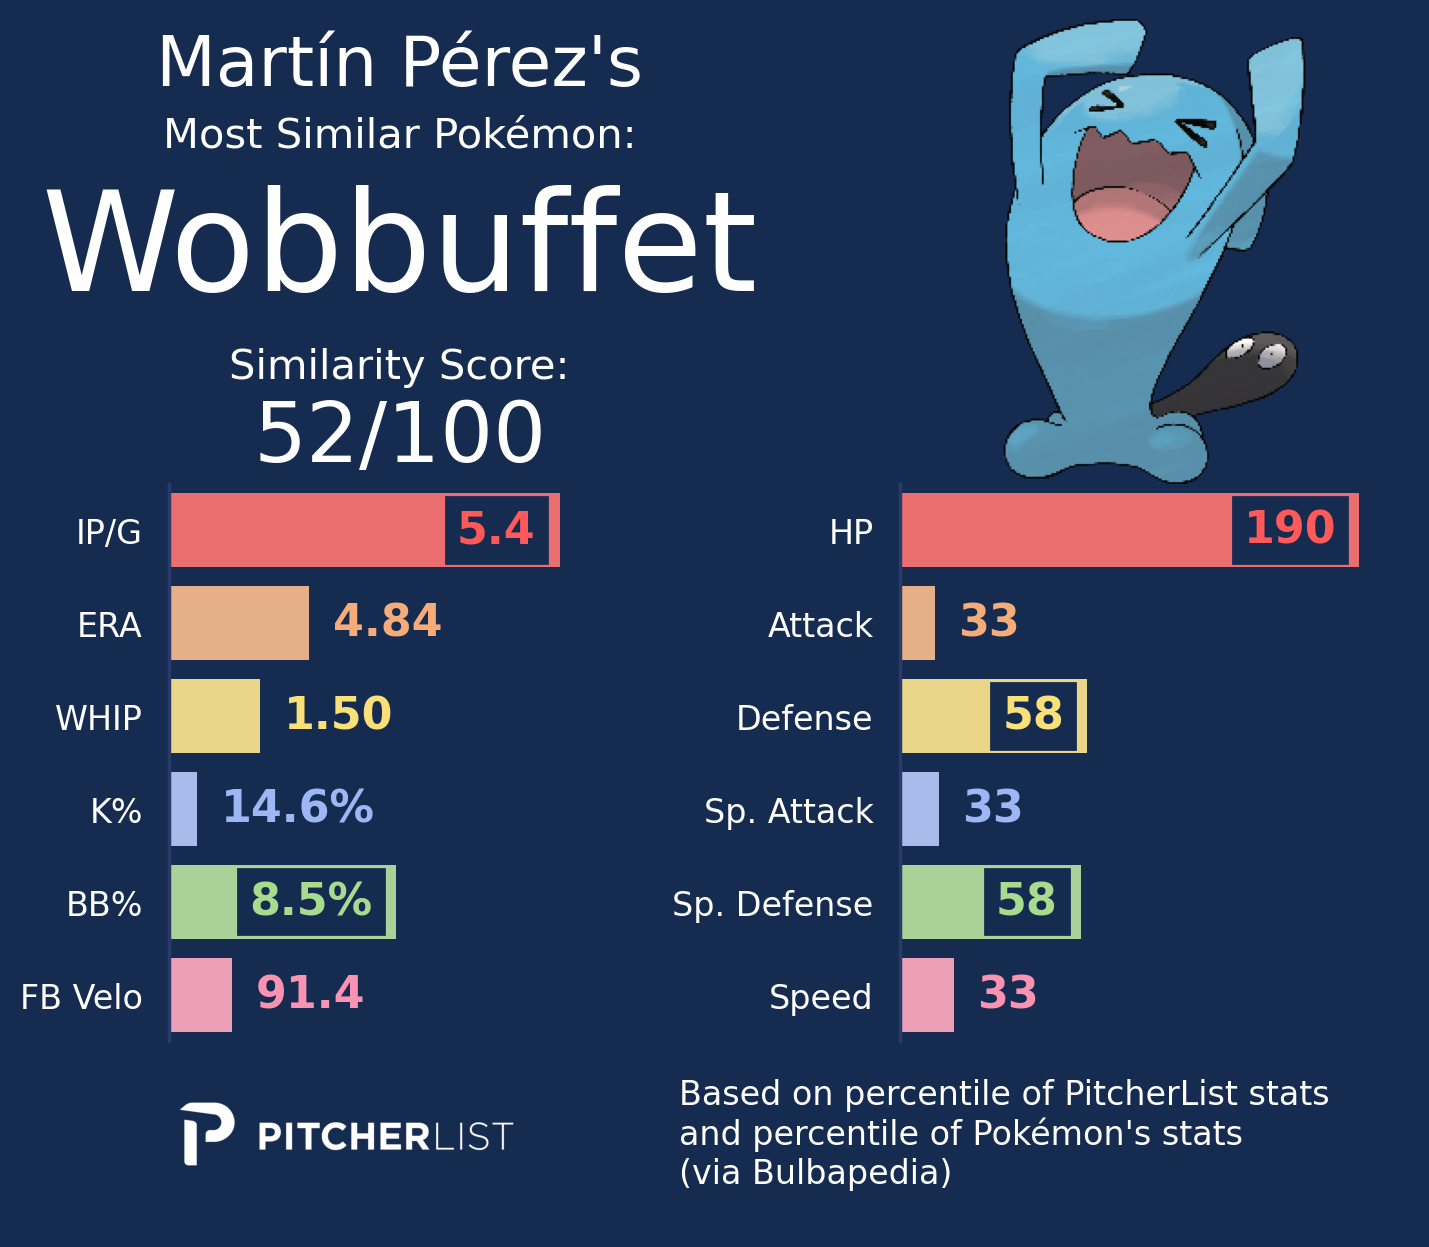 Martín Pérez's
Most Similar Pokémon:
Wobbuffet
Similarity Score:
52/100
IP/G 5.4
ERA 4.84
WHIP 1.50
K% 14.6%
BB% 8.5%
FB Velo 91.4
HP 190
Attack 33
Defense 58
Sp. Attack 33
Sp. Defense 58
Speed 33
PITCHERLIST
Based on percentile of PitcherList stats
and percentile of Pokémon's stats
(via Bulbapedia)